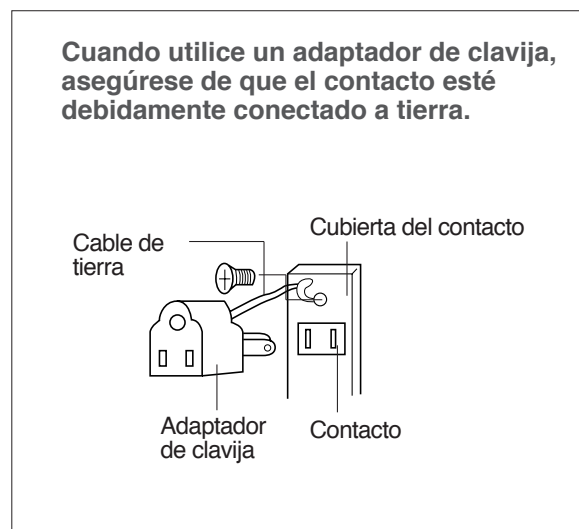 Cuando utilice un adaptador de clavija,
asegúrese de que el contacto esté
debidamente conectado a tierra.
Cable de
tierra
Cubierta del contacto
Adaptador
de clavija
Contacto